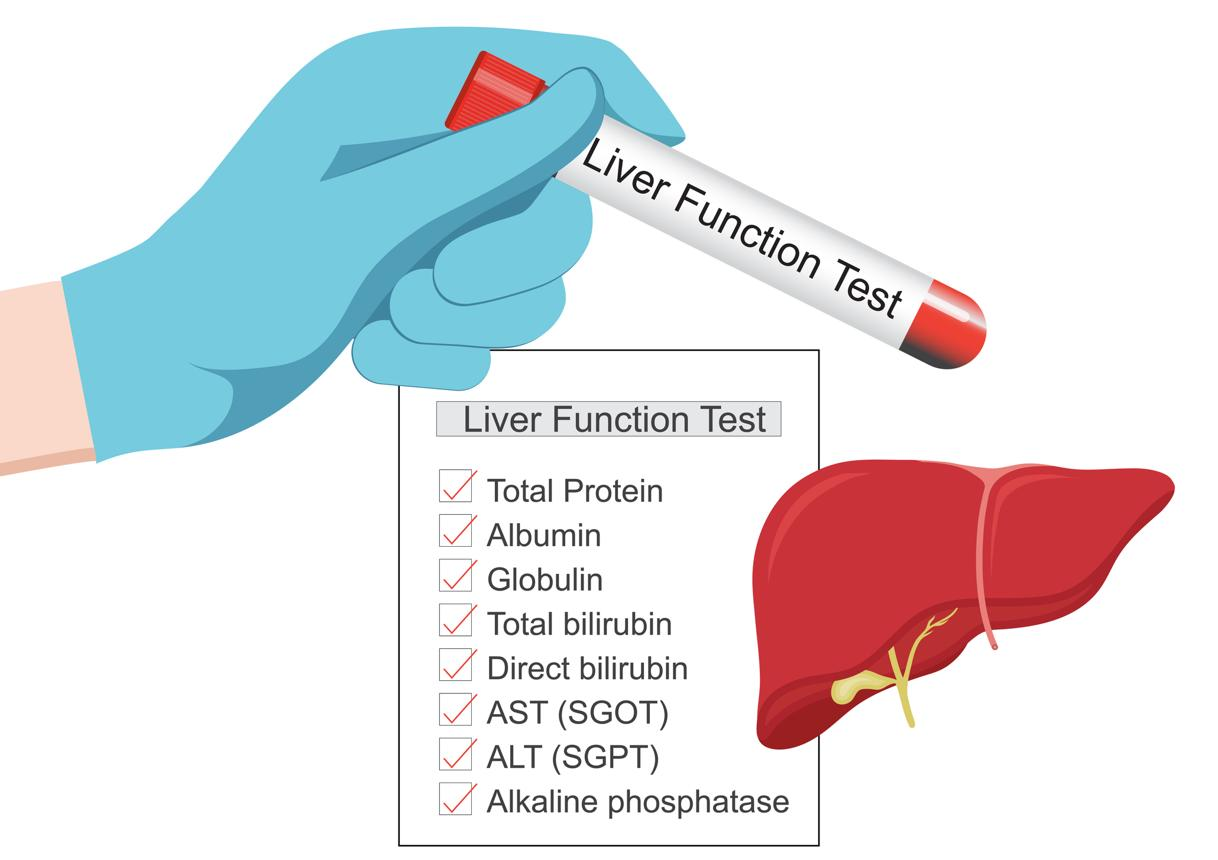 Liver Function Test
Liver Function Test
Total Protein
Albumin
Globulin
Total bilirubin
Direct bilirubin
AST (SGOT)
ALT (SGPT)
Alkaline phosphatase